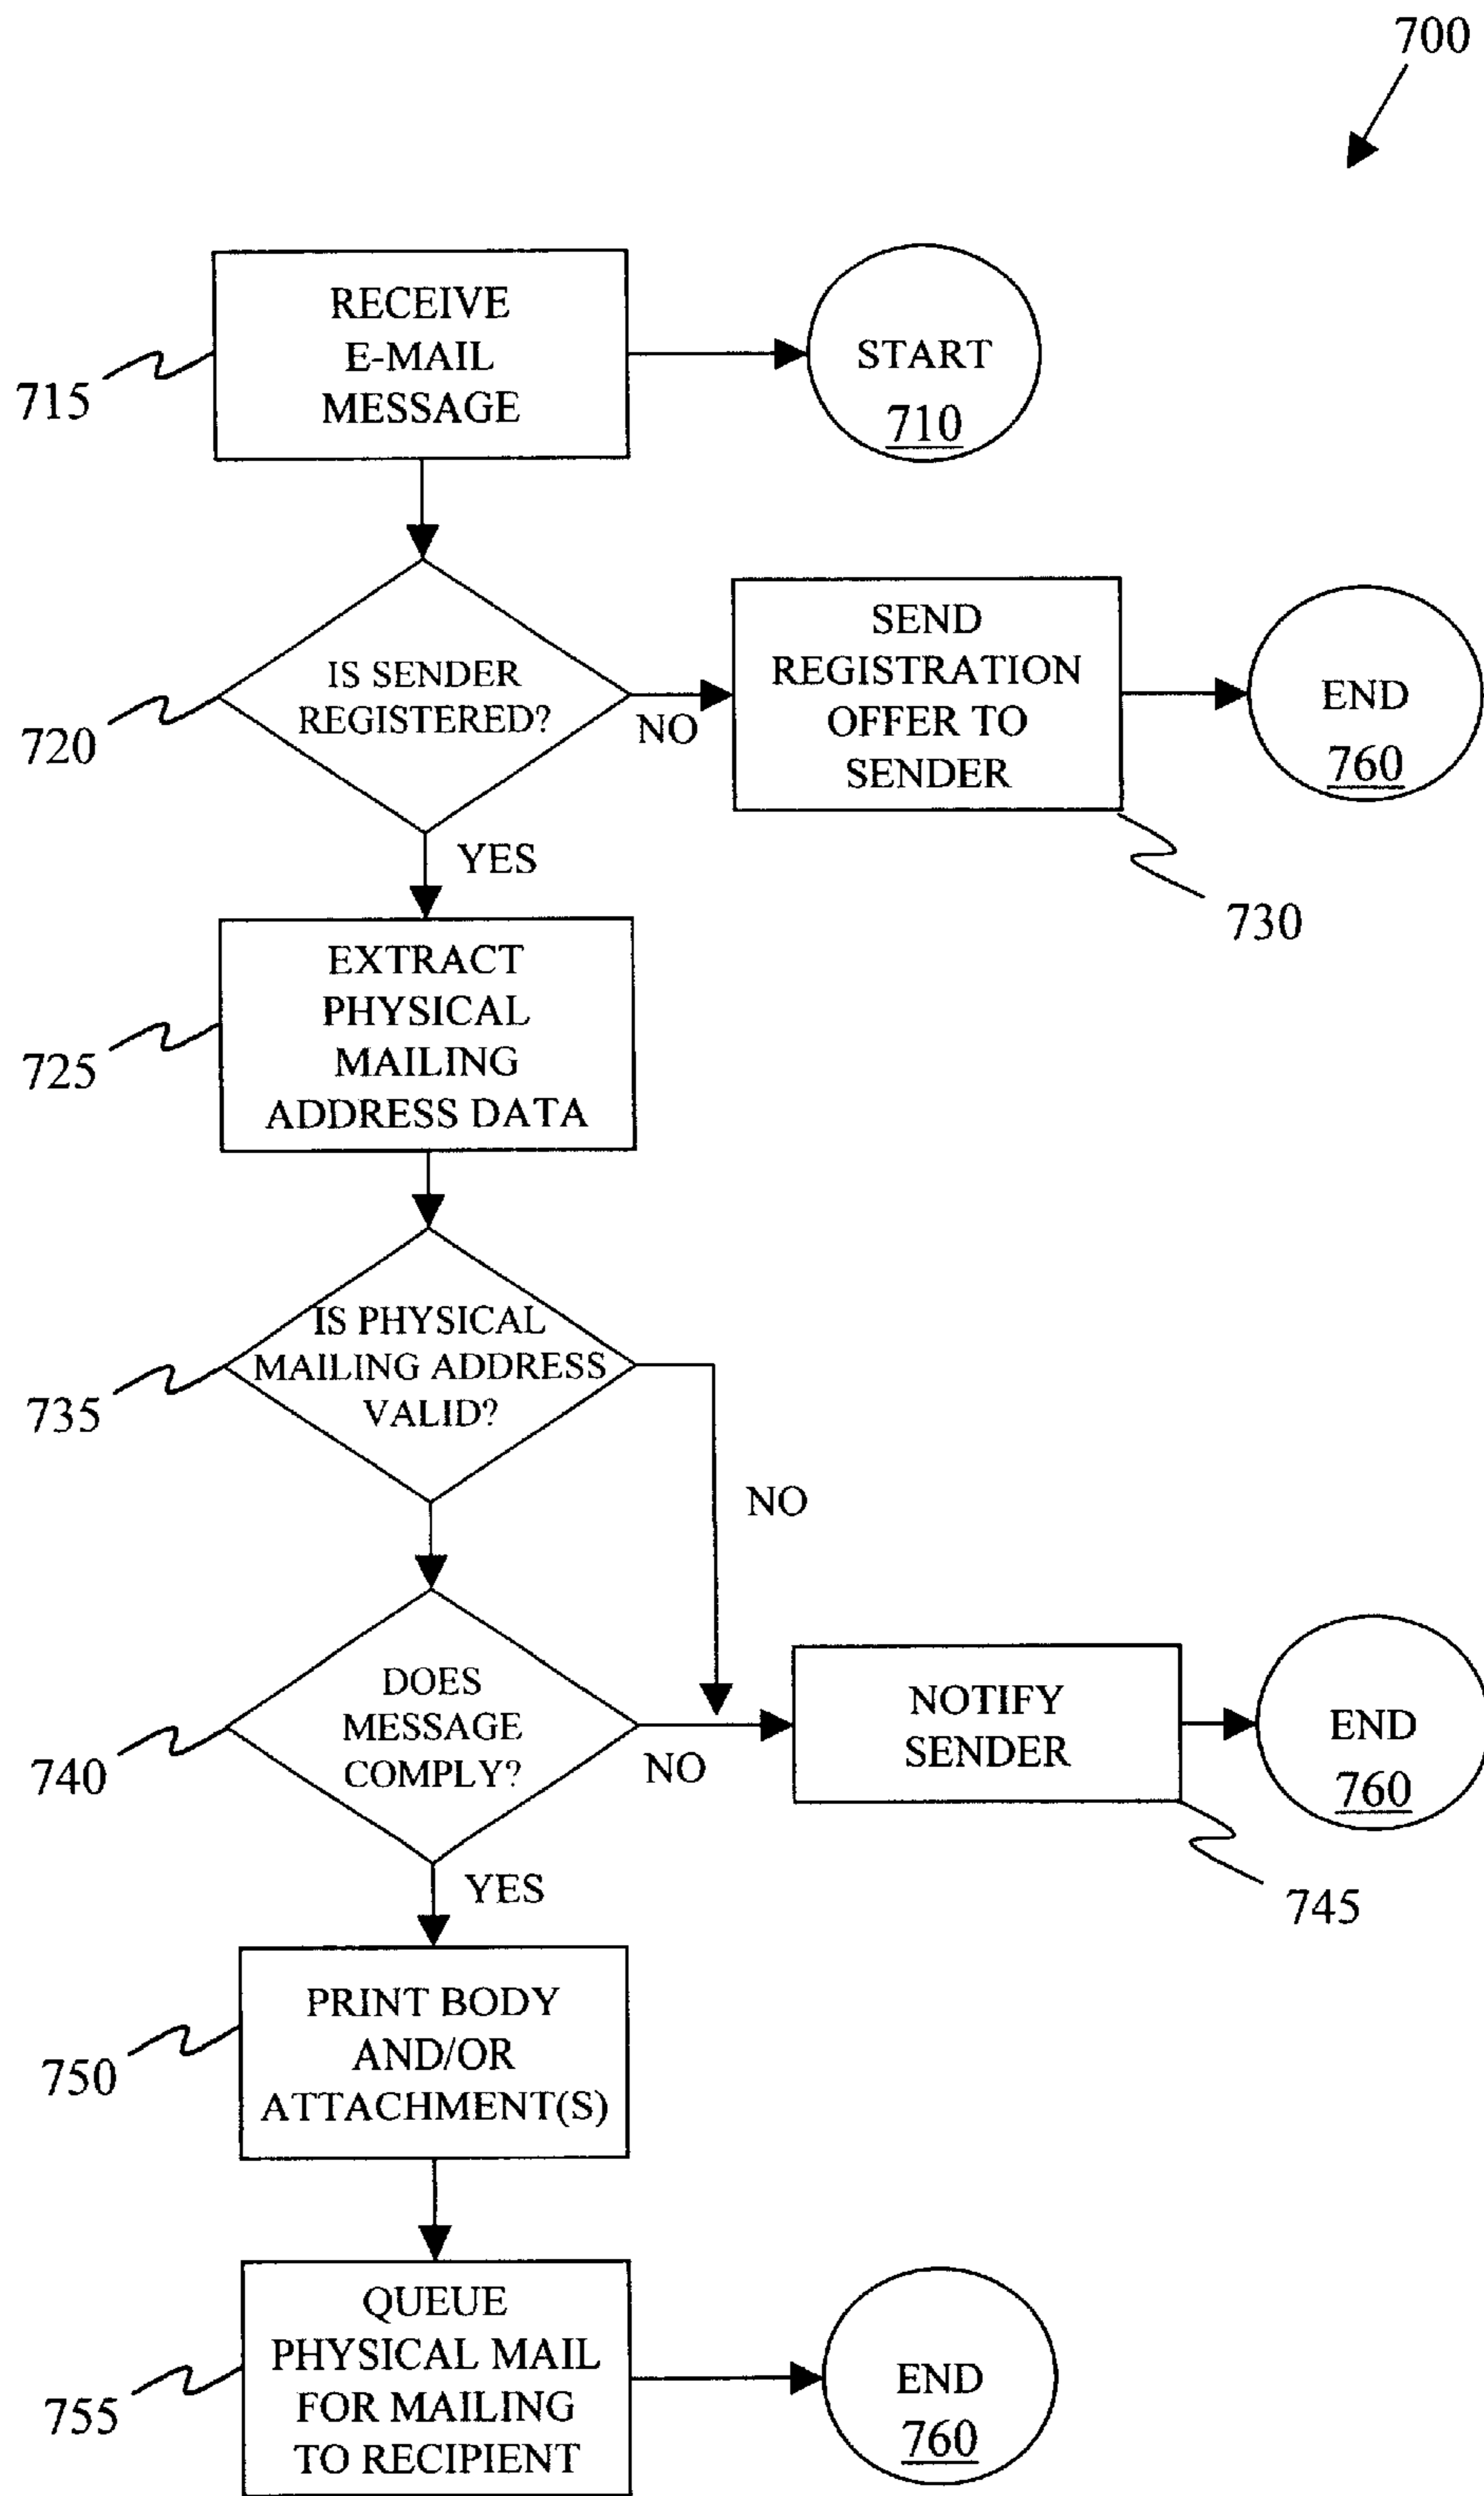 700
RECEIVE
E-MAIL
MESSAGE
715
START
710
IS SENDER
REGISTERED?
720
NO
SEND
REGISTRATION
OFFER TO
SENDER
730
END
760
YES
EXTRACT
PHYSICAL
MAILING
ADDRESS DATA
725
IS PHYSICAL
MAILING ADDRESS
VALID?
735
NO
DOES
MESSAGE
COMPLY?
740
NO
NOTIFY
SENDER
745
END
760
YES
PRINT BODY
AND/OR
ATTACHMENT(S)
750
QUEUE
PHYSICAL MAIL
FOR MAILING
TO RECIPIENT
755
END
760